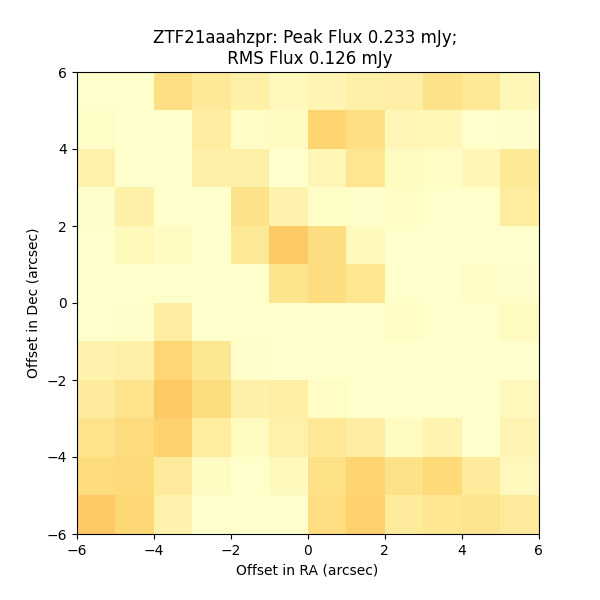 ZTF21aaahzpr: Peak Flux 0.233 mJy;
RMS Flux 0.126 mJy
6
4
2
0
−2
−4
−6
Offset in Dec (arcsec)
−6 −4 −2 0 2 4 6
Offset in RA (arcsec)